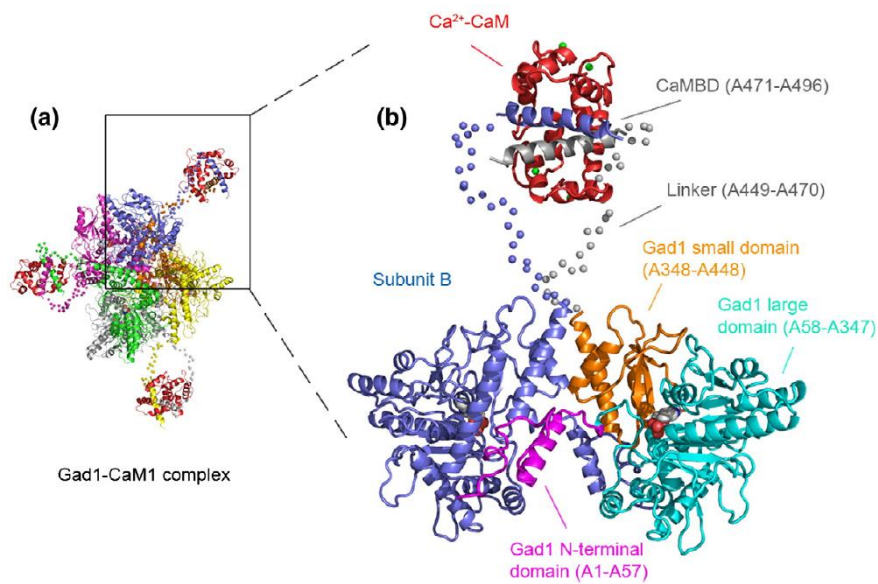 Ca²⁺-CaM
(a)
(b)
CaMBD (A471-A496)
Linker (A449-A470)
Gad1 small domain
(A348-A448)
Subunit B
Gad1 large
domain (A58-A347)
Gad1-CaM1 complex
Gad1 N-terminal
domain (A1-A57)